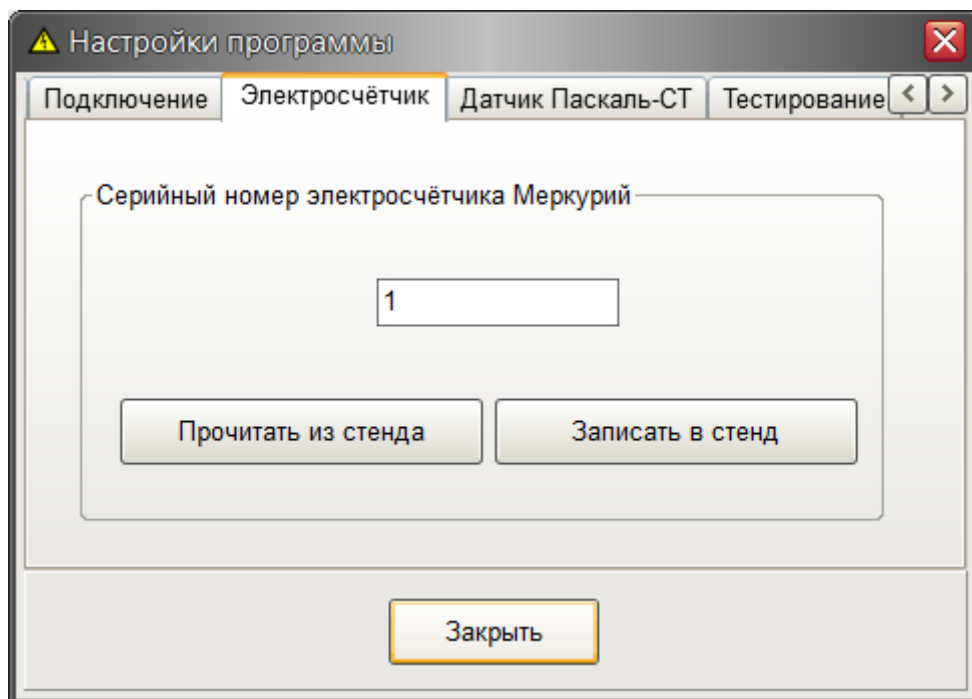 Настройки программы
Подключение Электросчётчик Датчик Паскаль-СТ Тестирование
Серийный номер электросчётчика Меркурий
1
Прочитать из стенда Записать в стенд
Закрыть